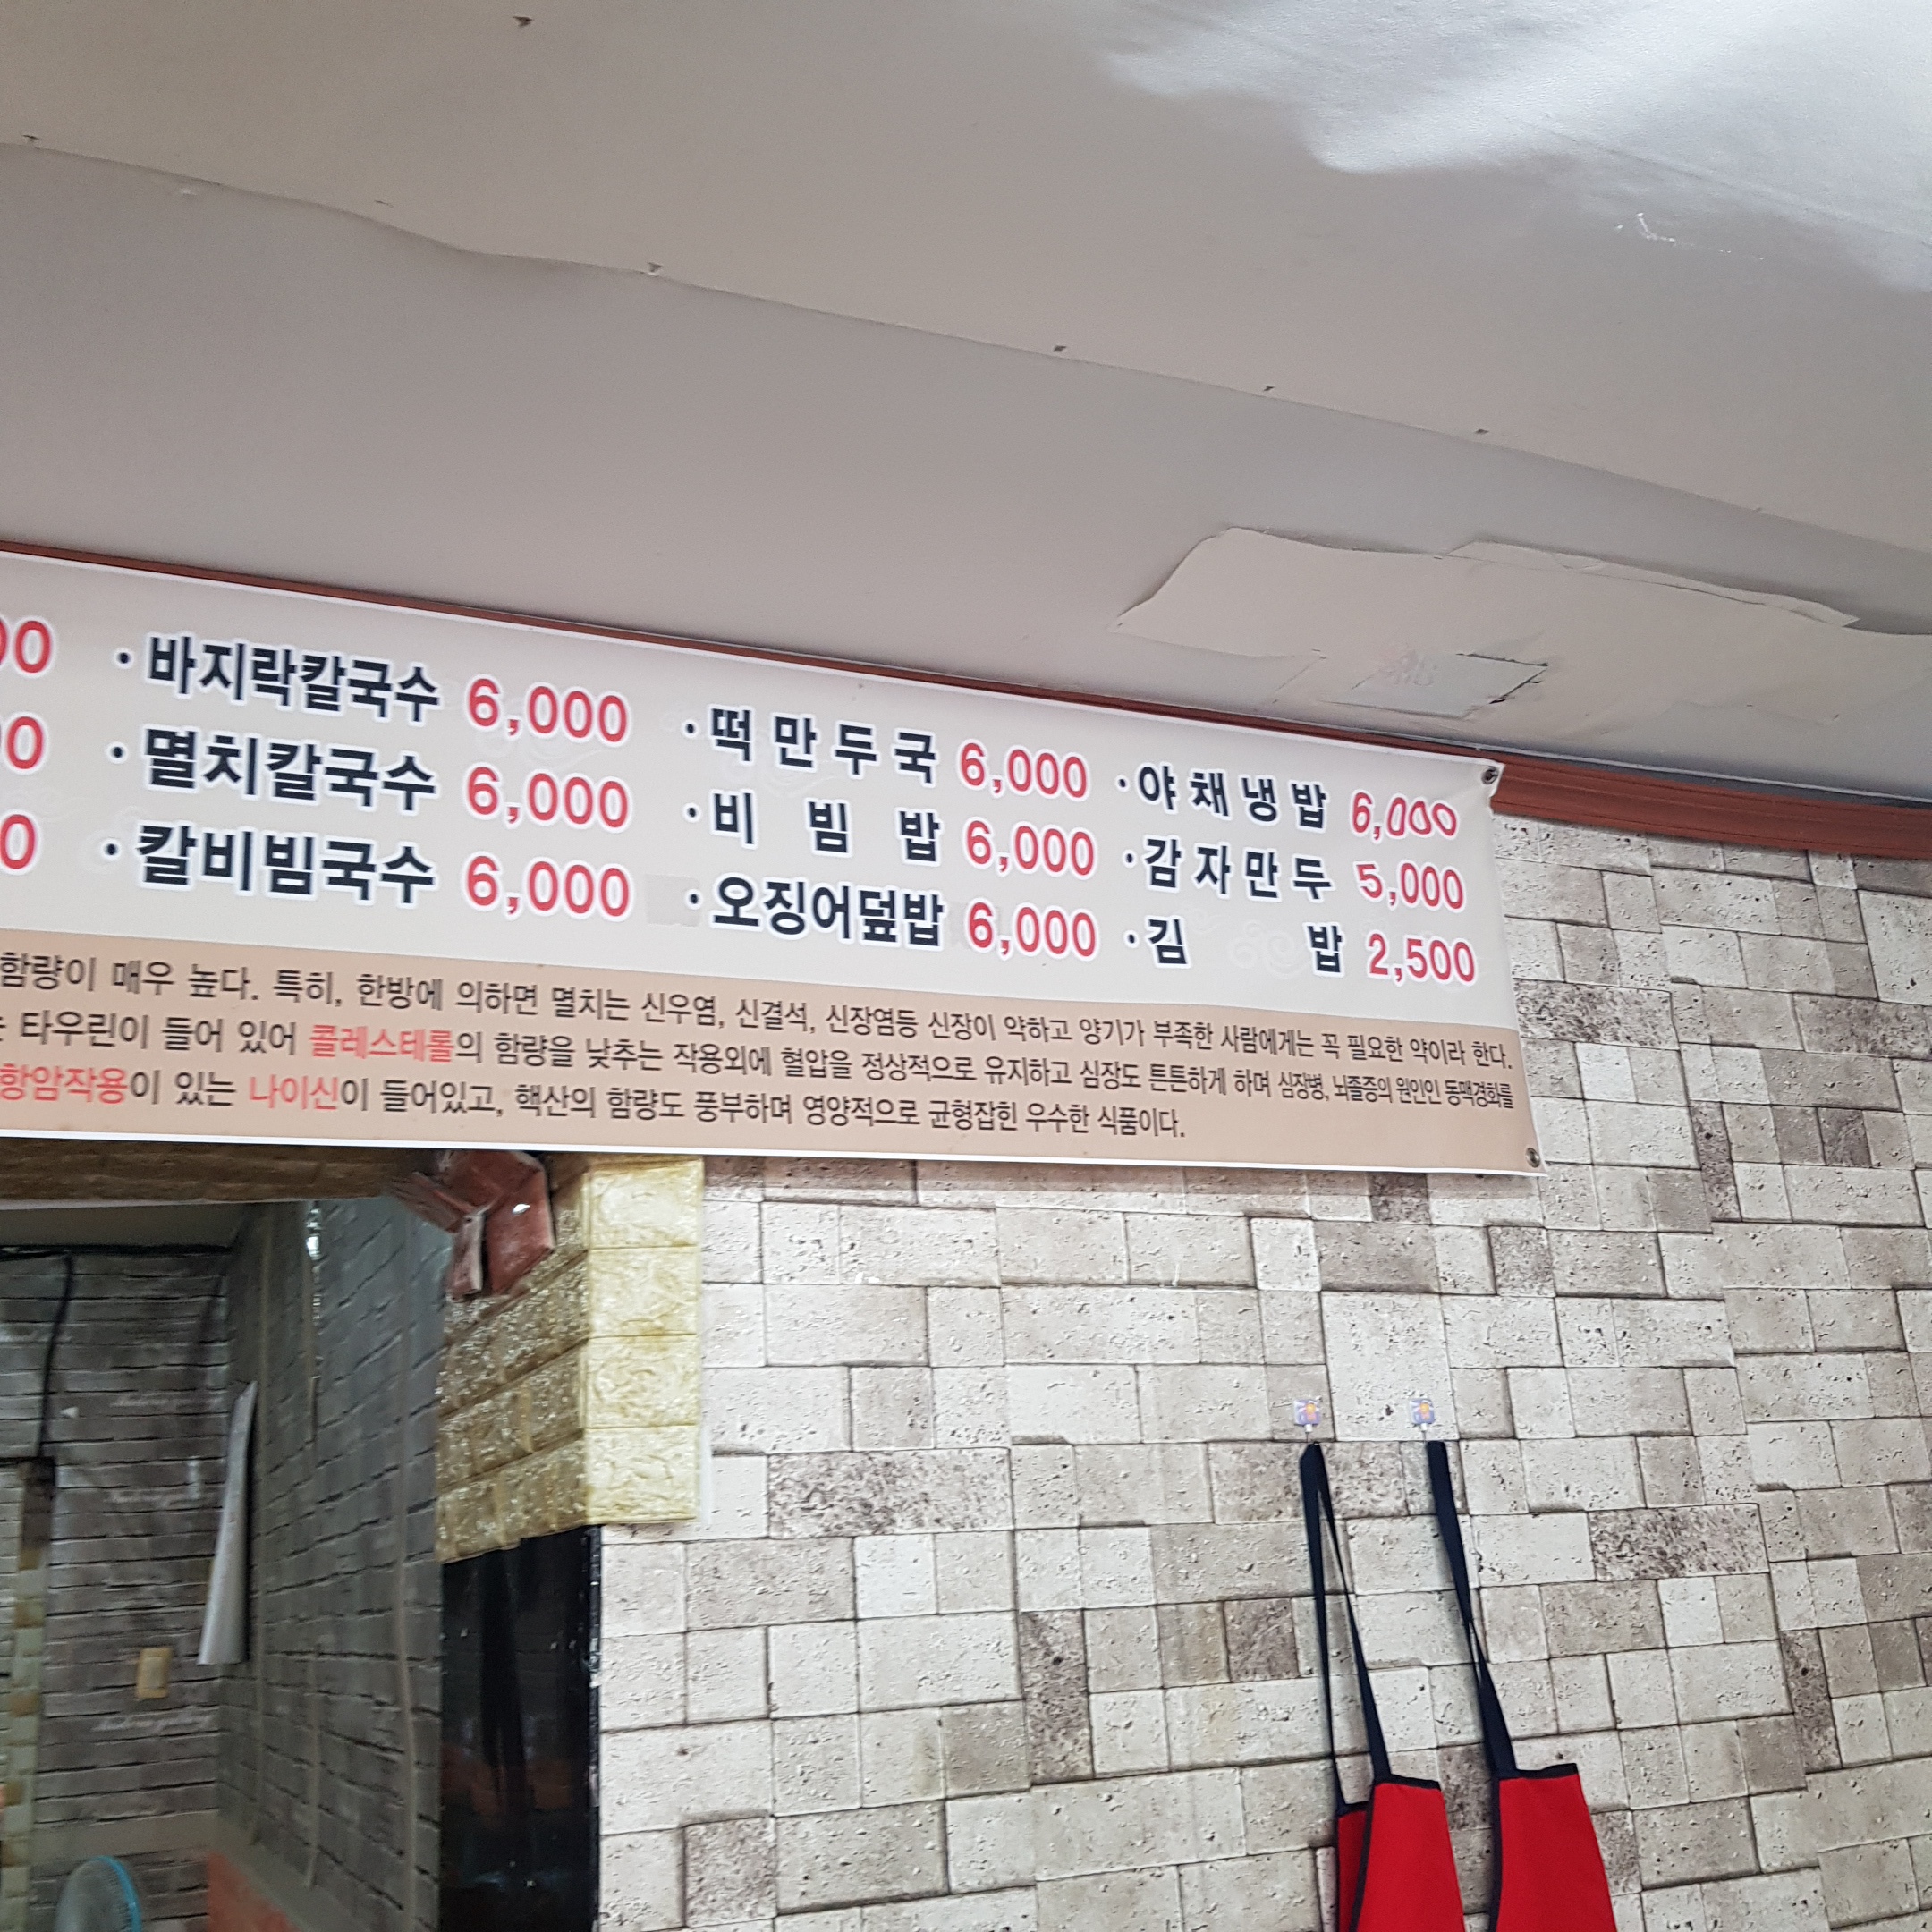 00 · 바지락칼국수 6,000 · 떡만두국 6,000 · 야채냉밥 6,000
00 · 멸치칼국수 6,000 · 비빔밥 6,000 · 감자만두 5,000
0 · 칼비빔국수 6,000 · 오징어덮밥 6,000 · 김밥 2,500
함량이 매우 높다. 특히, 한방에 의하면 멸치는 신우염, 신결석, 신장염등 신장이 약하고 양기가 부족한 사람에게는 꼭 필요한 약이라 한다.
타우린이 들어 있어 콜레스테롤의 함량을 낮추는 작용외에 혈압을 정상적으로 유지하고 심장도 튼튼하게 하며 심장병, 뇌졸증의 원인인 동맥경화를
항암작용이 있는 나이신이 들어있고, 핵산의 함량도 풍부하며 영양적으로 균형잡힌 우수한 식품이다.